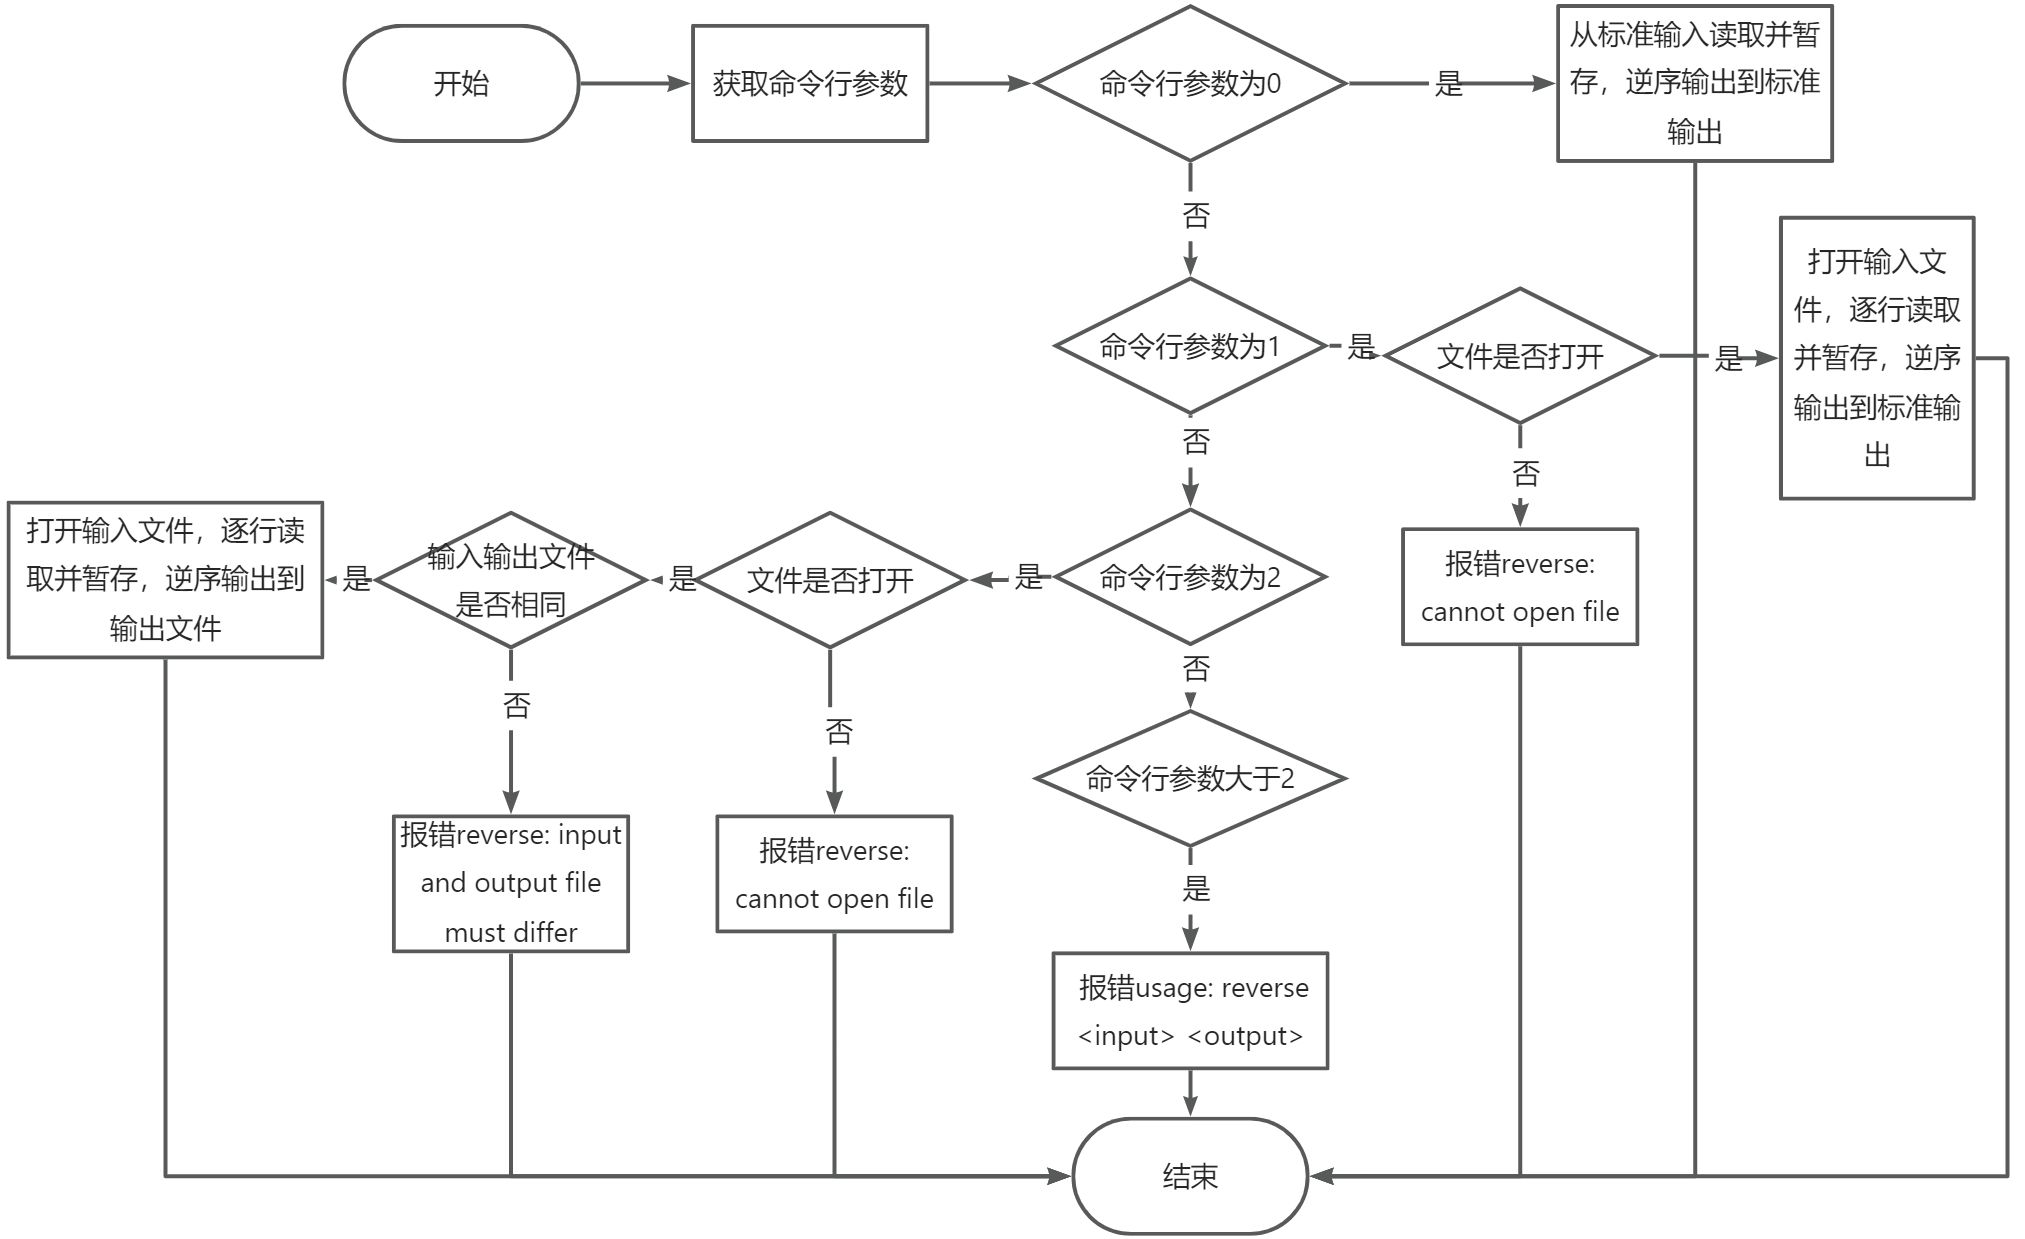 开始
获取命令行参数
命令行参数为0
是
从标准输入读取并暂
存，逆序输出到标准
输出
否
命令行参数为1
是
文件是否打开
是
打开输入文
件，逐行读取
并暂存，逆序
输出到标准输
出
否
否
报错reverse:
cannot open file
命令行参数为2
是
文件是否打开
是
输入输出文件
是否相同
是
打开输入文件，逐行读
取并暂存，逆序输出到
输出文件
否
否
否
命令行参数大于2
报错reverse: input
and output file
must differ
报错reverse:
cannot open file
是
报错usage: reverse
<input> <output>
结束